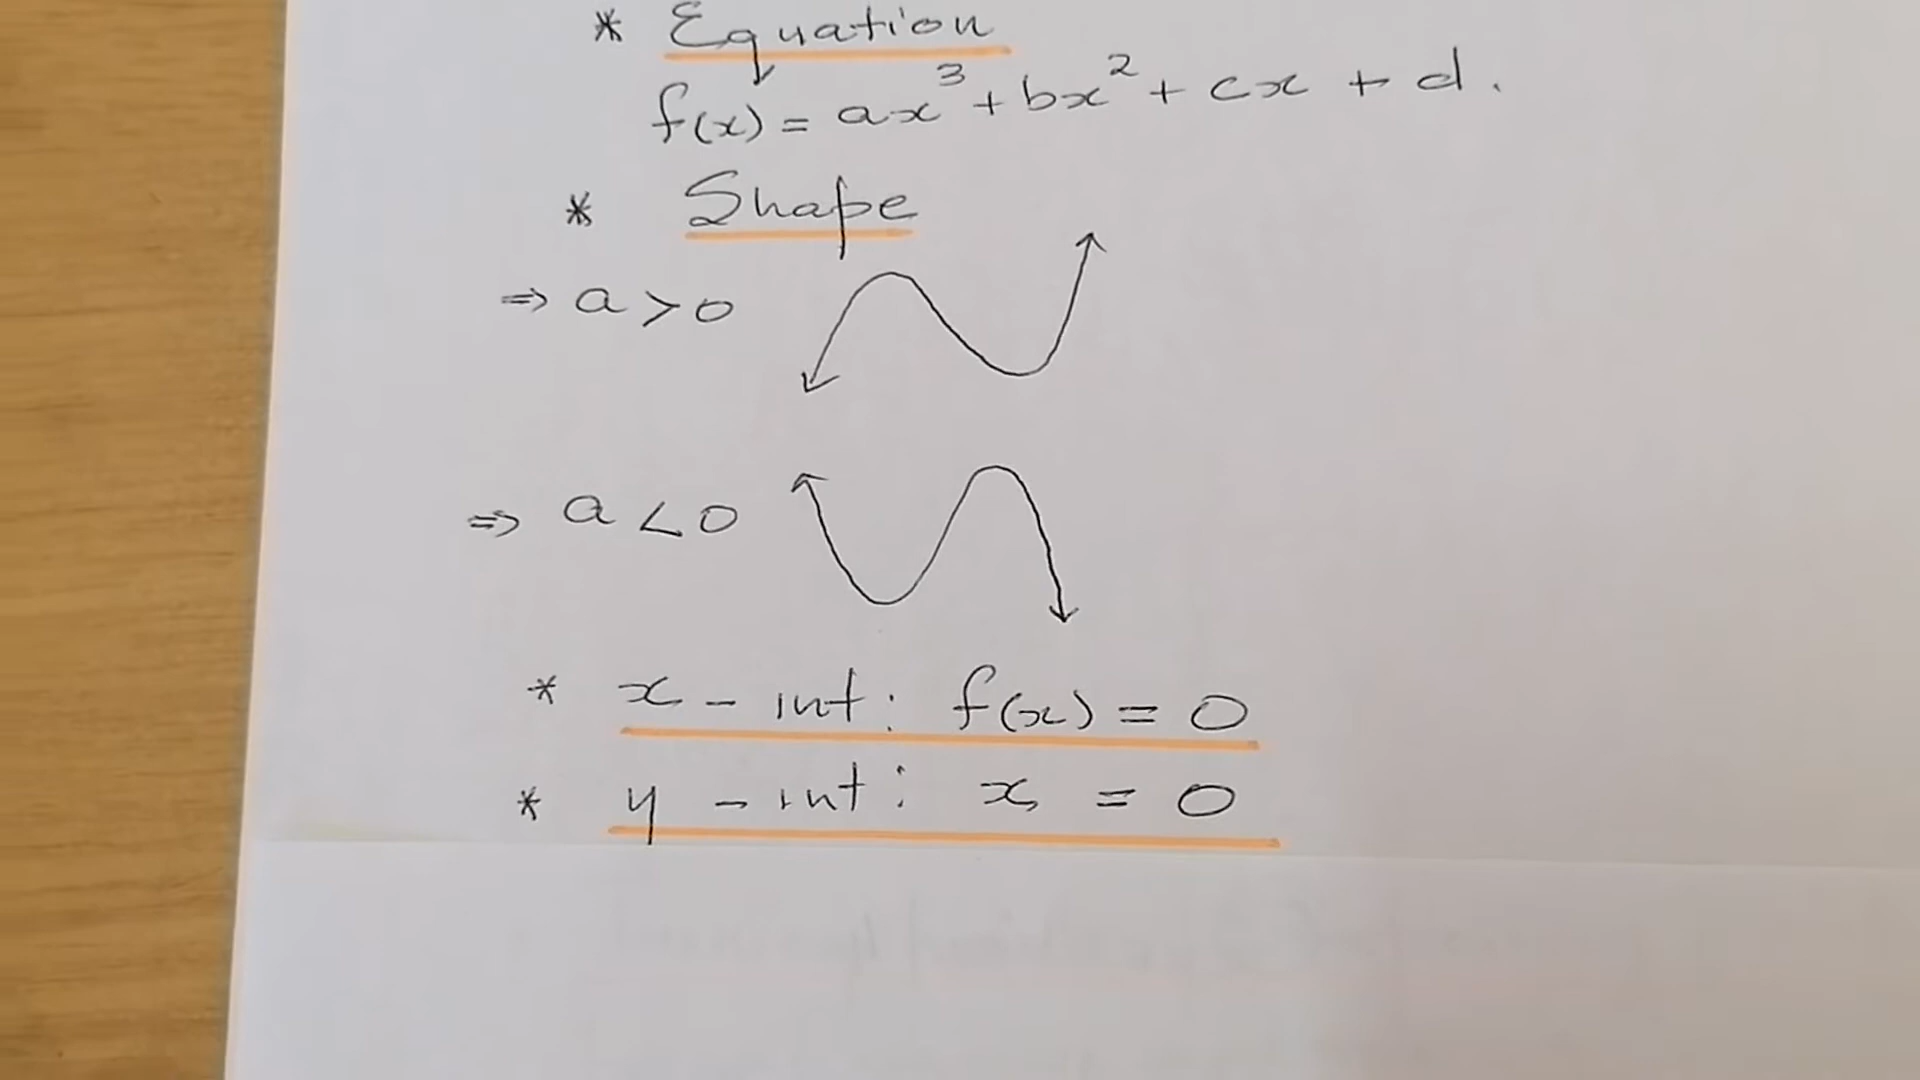 * Equation
f(x) = ax³ + bx² + cx + d.
* Shape
⇒ a > 0
⇒ a < 0
* x - int : f(x) = 0
* y - int : x = 0